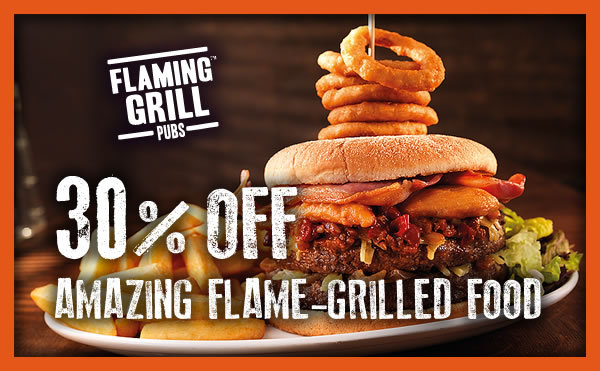 FLAMING™
GRILL
PUBS
30% OFF
AMAZING FLAME-GRILLED FOOD